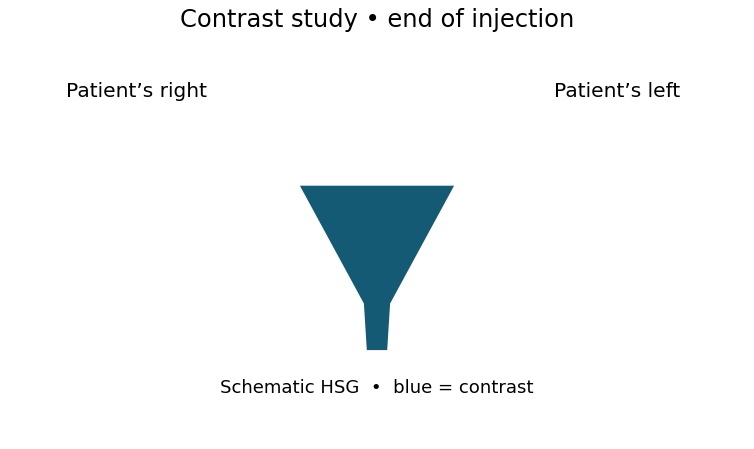 Contrast study • end of injection
Patient’s right
Patient’s left
Schematic HSG • blue = contrast